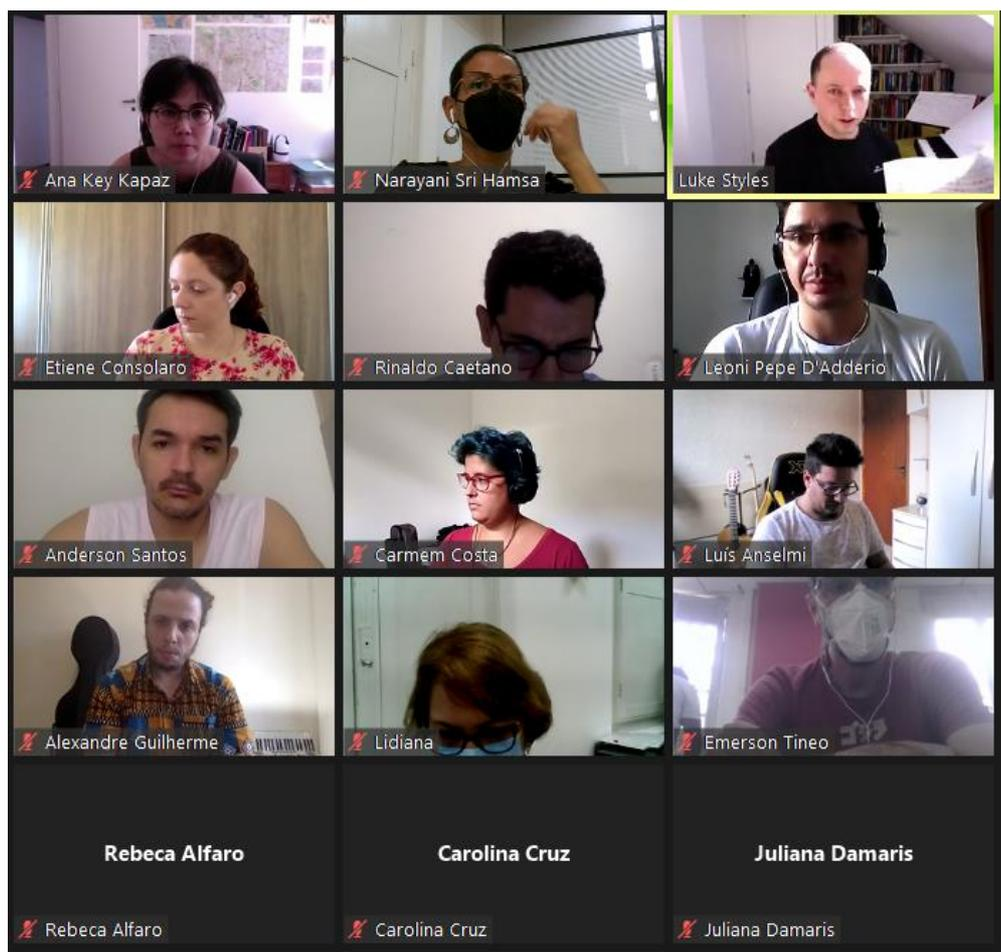 Ana Key Kapaz
Narayani Sri Hamsa
Luke Styles
Etiene Consolaro
Rinaldo Caetano
Leoni Pepe D'Adderio
Anderson Santos
Carmem Costa
Luís Anselmi
Alexandre Guilherme
Lidiana
Emerson Tineo
Rebeca Alfaro
Carolina Cruz
Juliana Damaris
Rebeca Alfaro
Carolina Cruz
Juliana Damaris